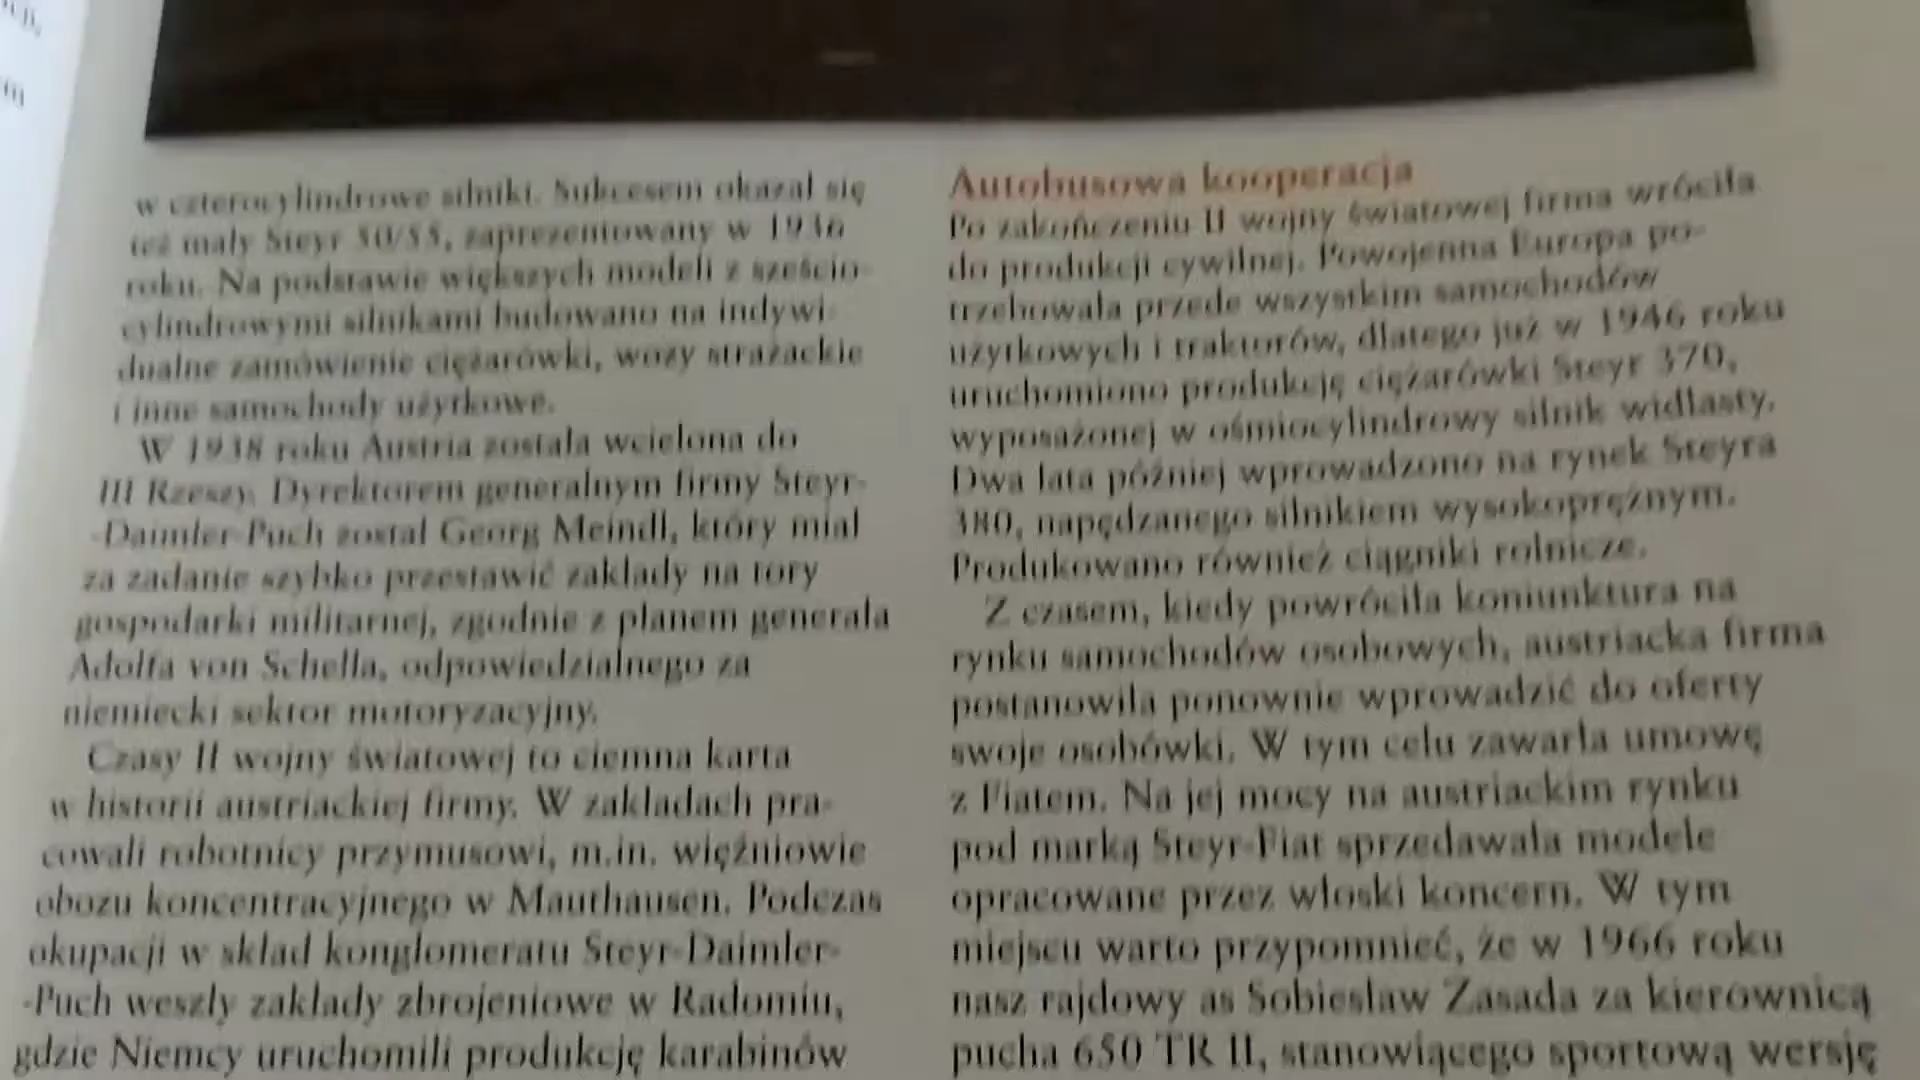 w czterocylindrowe silniki. Sukcesem okazał się
też mały Steyr 50/55, zaprezentowany w 1936
roku. Na podstawie większych modeli z sześcio-
cylindrowymi silnikami budowano na indywi-
dualne zamówienie ciężarówki, wozy strażackie
i inne samochody użytkowe.
W 1938 roku Austria została wcielona do
III Rzeszy. Dyrektorem generalnym firmy Steyr-
-Daimler-Puch został Georg Meindl, który miał
za zadanie szybko przestawić zakłady na tory
gospodarki militarnej, zgodnie z planem generała
Adolfa von Schella, odpowiedzialnego za
niemiecki sektor motoryzacyjny.
Czasy II wojny światowej to ciemna karta
w historii austriackiej firmy. W zakładach pra-
cowali robotnicy przymusowi, m.in. więźniowie
obozu koncentracyjnego w Mauthausen. Podczas
okupacji w skład konglomeratu Steyr-Daimler-
-Puch weszły zakłady zbrojeniowe w Radomiu,
gdzie Niemcy uruchomili produkcję karabinów
Autobusowa kooperacja
Po zakończeniu II wojny światowej firma wróciła
do produkcji cywilnej. Powojenna Europa po-
trzebowała przede wszystkim samochodów
użytkowych i traktorów, dlatego już w 1946 roku
uruchomiono produkcję ciężarówki Steyr 370,
wyposażonej w ośmiocylindrowy silnik widlasty.
Dwa lata później wprowadzono na rynek Steyra
380, napędzanego silnikiem wysokoprężnym.
Produkowano również ciągniki rolnicze.
Z czasem, kiedy powróciła koniunktura na
rynku samochodów osobowych, austriacka firma
postanowiła ponownie wprowadzić do oferty
swoje osobówki. W tym celu zawarła umowę
z Fiatem. Na jej mocy na austriackim rynku
pod marką Steyr-Fiat sprzedawała modele
opracowane przez włoski koncern. W tym
miejscu warto przypomnieć, że w 1966 roku
nasz rajdowy as Sobiesław Zasada za kierownicą
pucha 650 TR II, stanowiącego sportową wersję